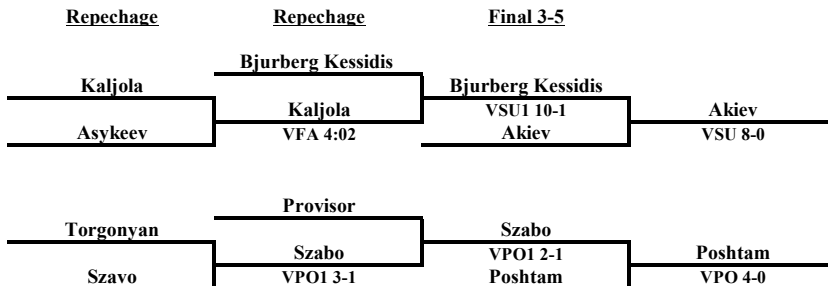 Repechage Repechage Final 3-5
Bjurberg Kessidis
Kaljola Bjurberg Kessidis
Kaljola VSU1 10-1 Akiev
Asykeev VFA 4:02 Akiev VSU 8-0
Provisor
Torgonyan Szabo
Szabo VPO1 2-1 Poshtam
Szavo VPO1 3-1 Poshtam VPO 4-0